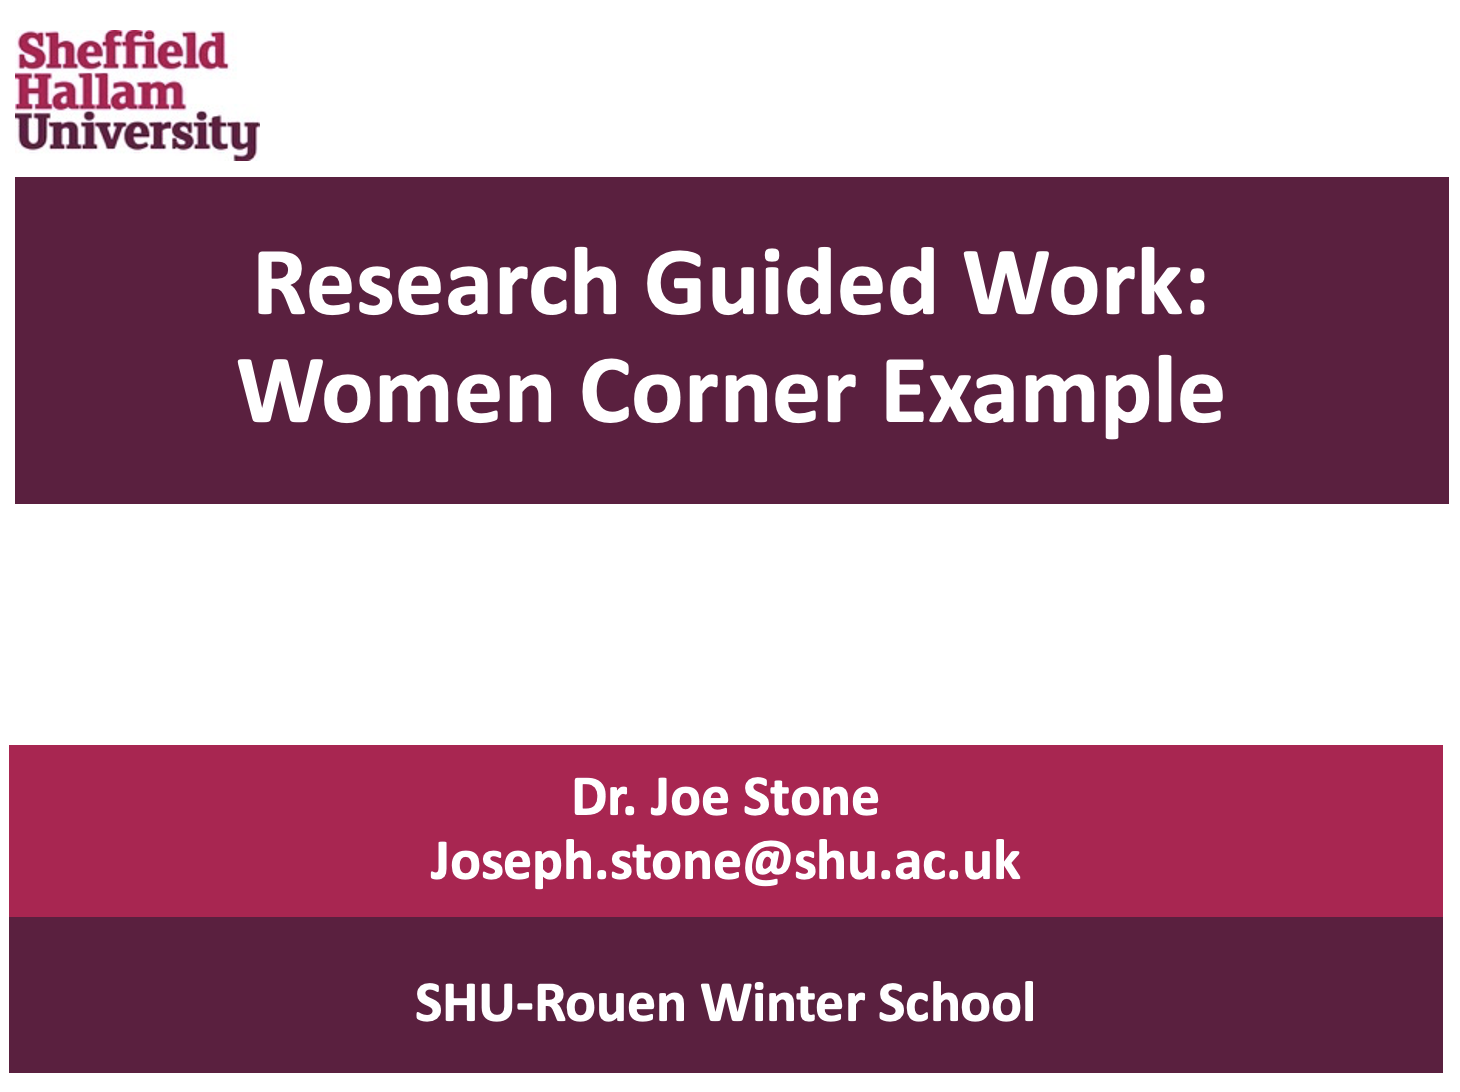 Sheffield
Hallam
University
Research Guided Work:
Women Corner Example
Dr. Joe Stone
Joseph.stone@shu.ac.uk
SHU-Rouen Winter School